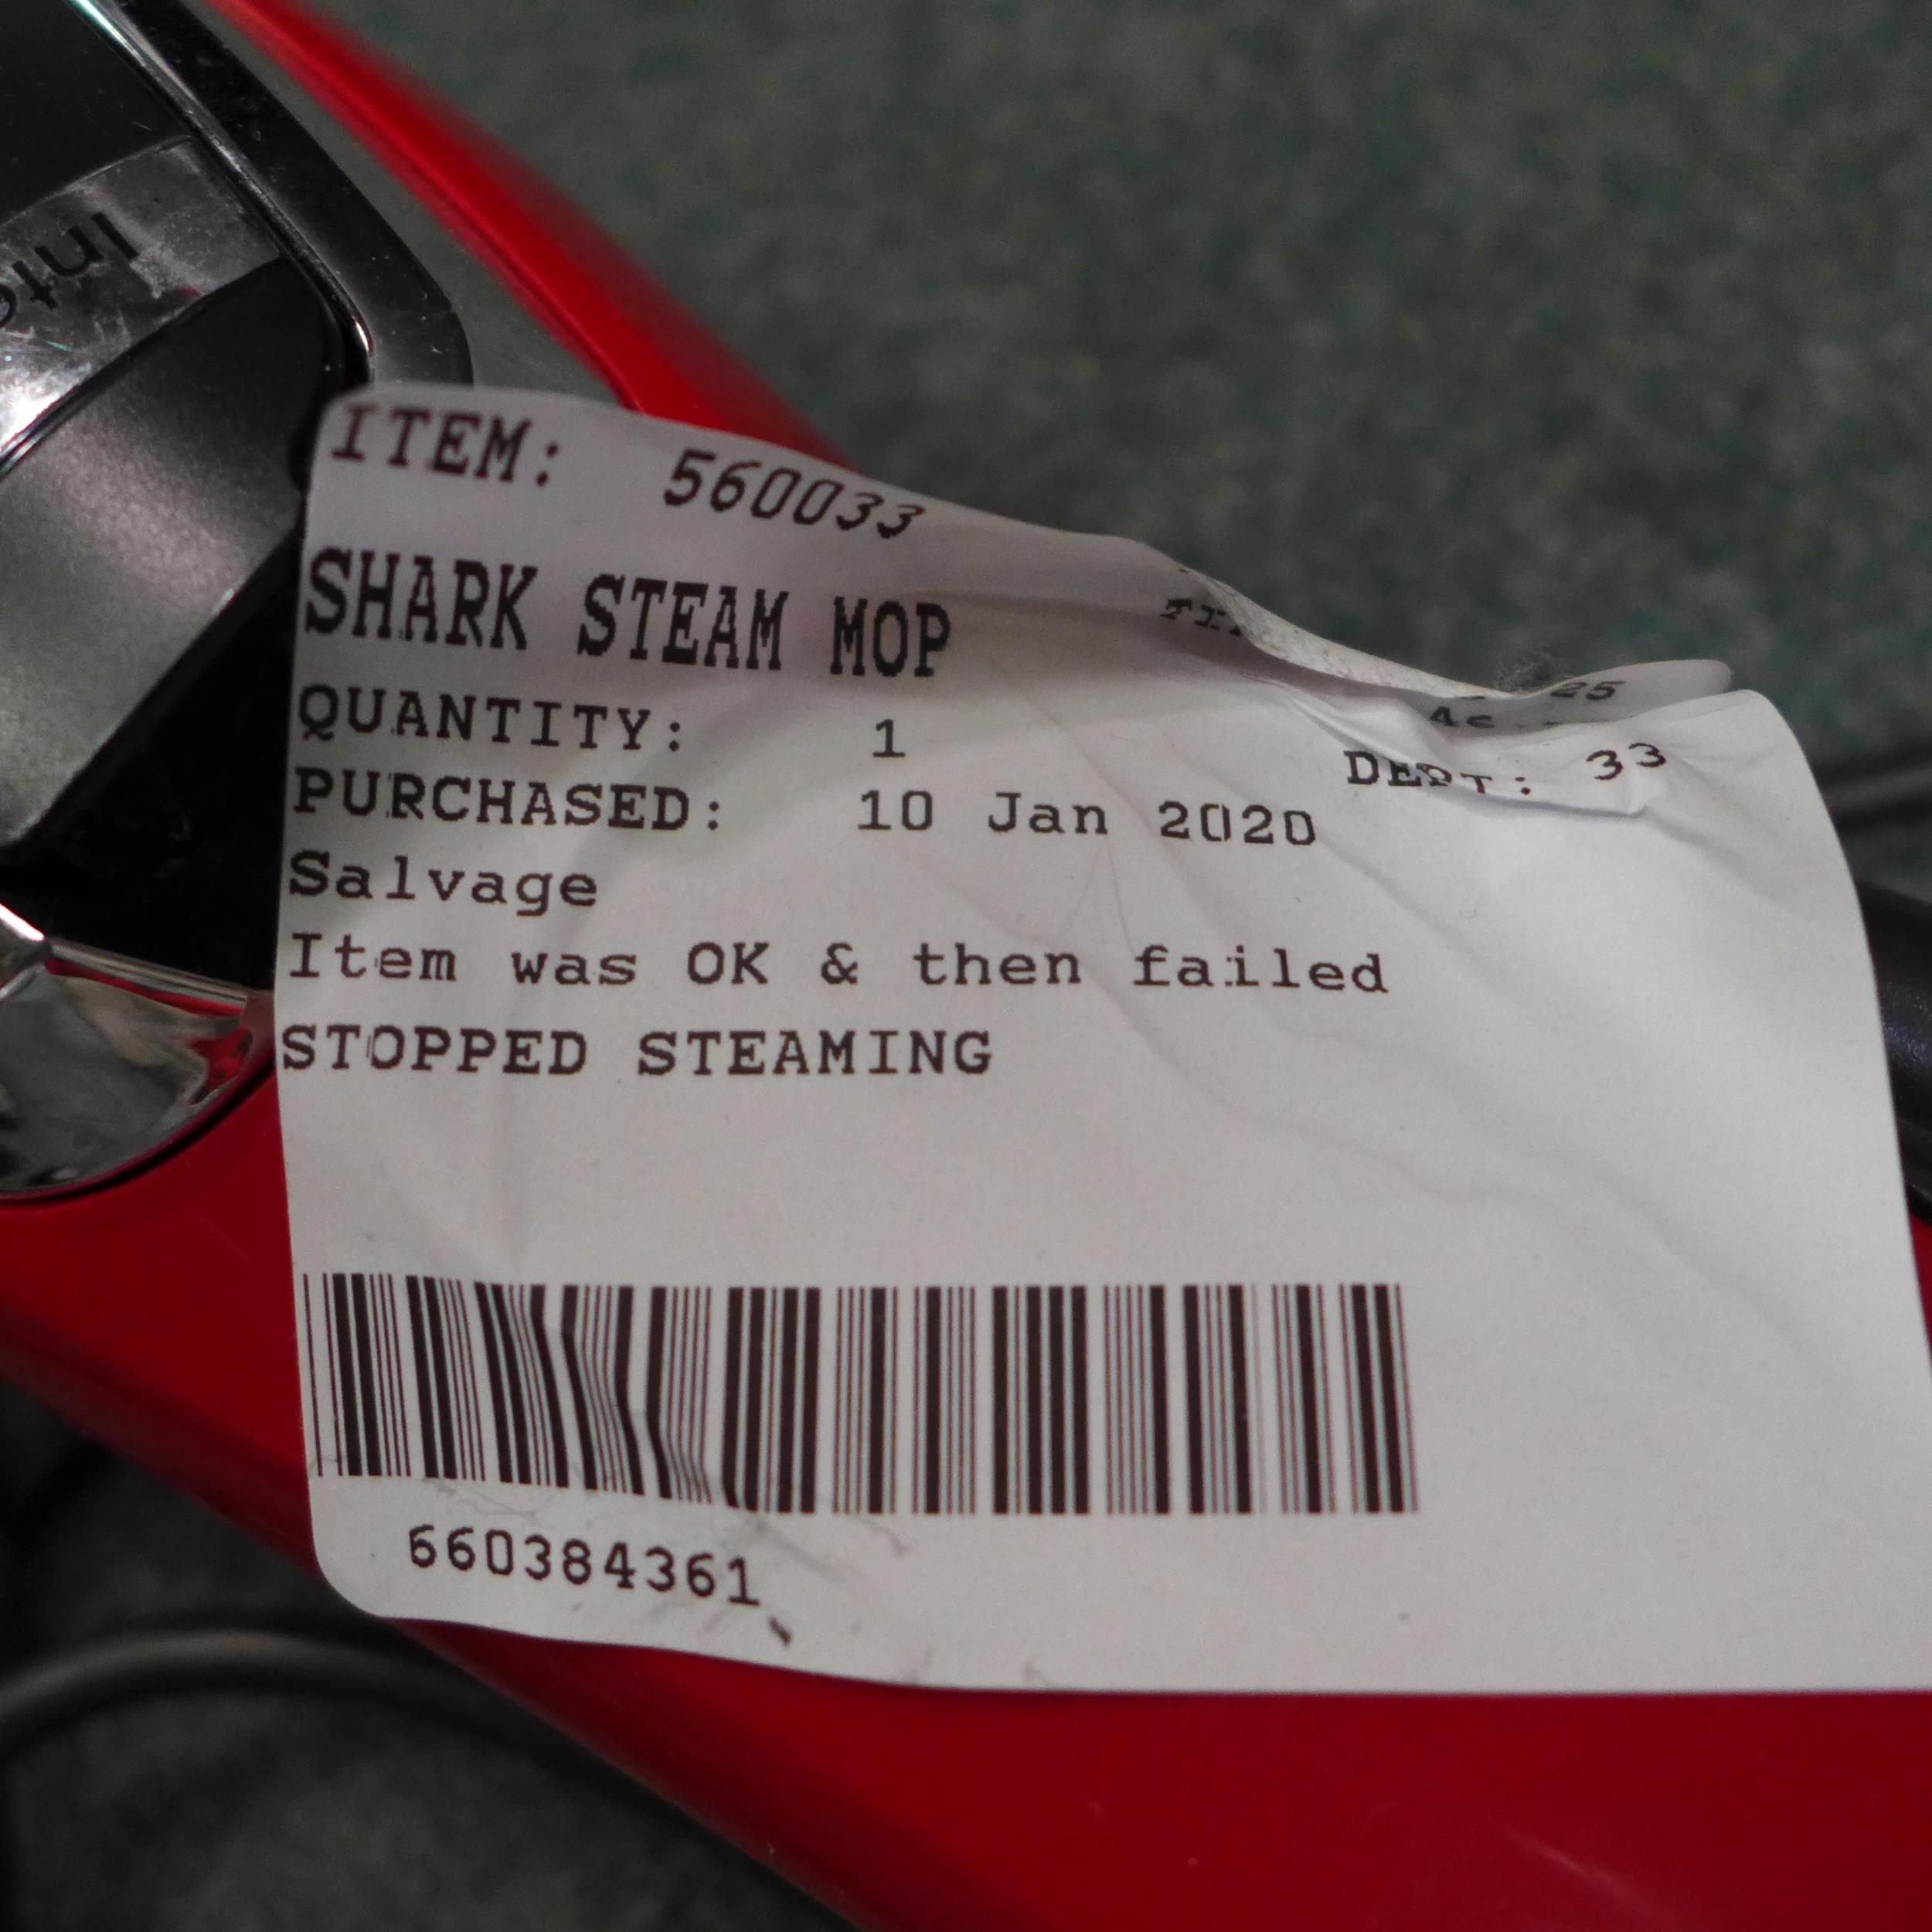 ITEM: 560033
SHARK STEAM MOP
QUANTITY: 1
DEPT: 33
PURCHASED: 10 Jan 2020
Salvage
Item was OK & then failed
STOPPED STEAMING
660384361